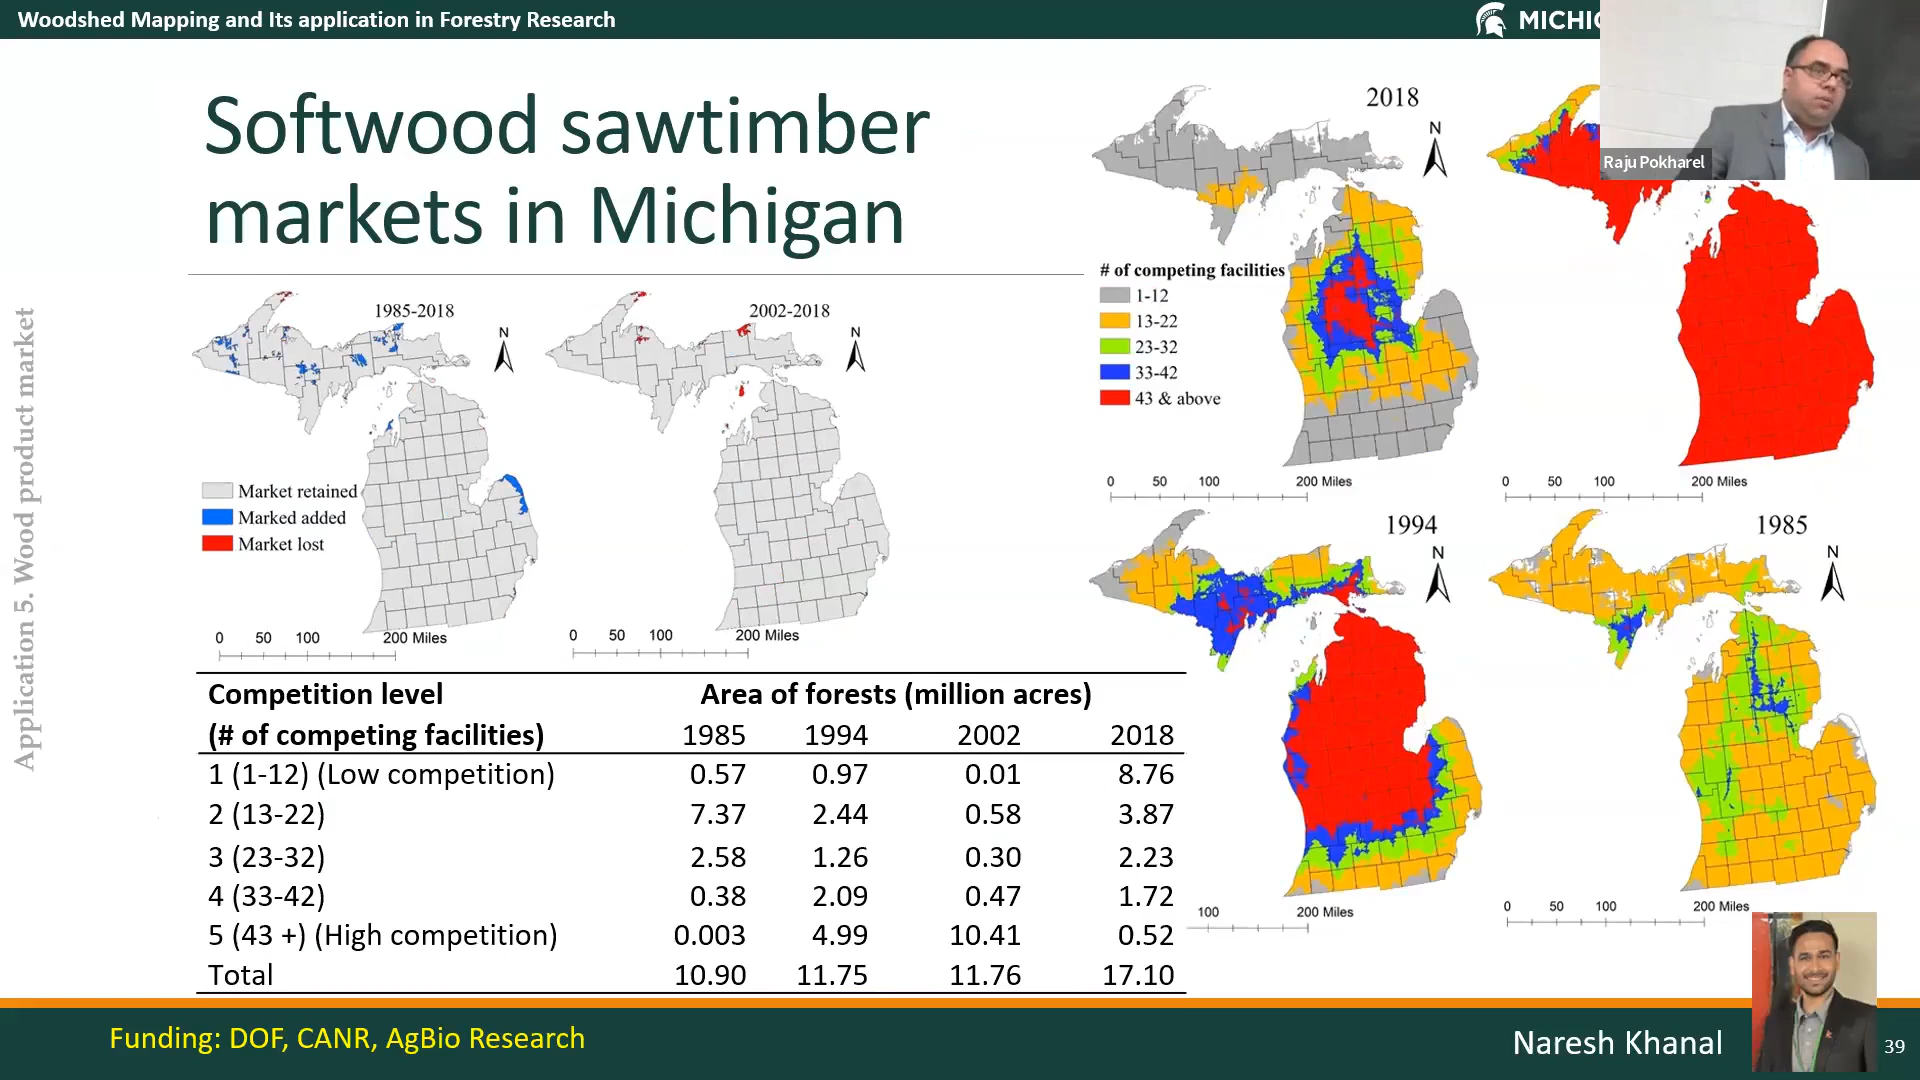 Woodshed Mapping and Its application in Forestry Research
Raju Pokharel
Softwood sawtimber
markets in Michigan
Application 5. Wood product market
1985-2018
N
2002-2018
N
Market retained
Marked added
Market lost
0 50 100 200 Miles
0 50 100 200 Miles
2018
N
# of competing facilities
1-12
13-22
23-32
33-42
43 & above
0 50 100 200 Miles
0 50 100 200 Miles
1994
N
1985
N
100 200 Miles
0 50 100 200 Miles
Competition level Area of forests (million acres)
(# of competing facilities) 1985 1994 2002 2018
1 (1-12) (Low competition) 0.57 0.97 0.01 8.76
2 (13-22) 7.37 2.44 0.58 3.87
3 (23-32) 2.58 1.26 0.30 2.23
4 (33-42) 0.38 2.09 0.47 1.72
5 (43 +) (High competition) 0.003 4.99 10.41 0.52
Total 10.90 11.75 11.76 17.10
Funding: DOF, CANR, AgBio Research
Naresh Khanal
39